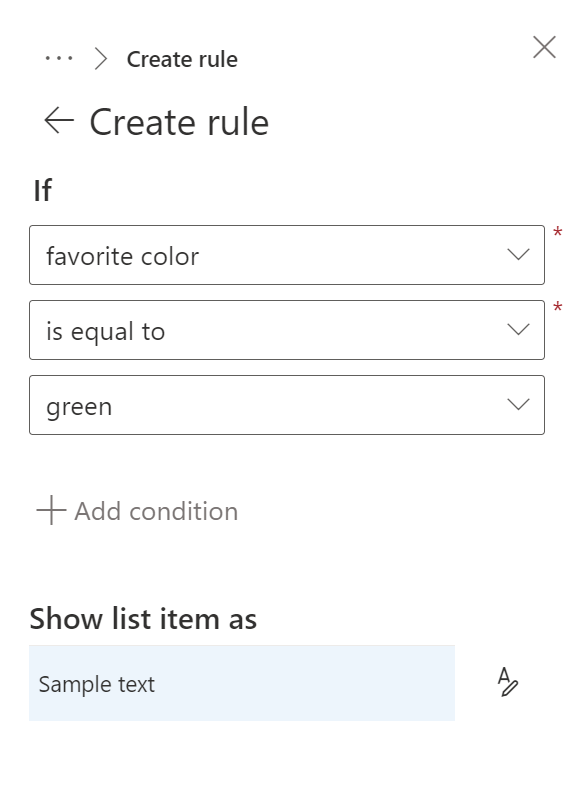 ··· > Create rule
← Create rule
If
favorite color *
is equal to *
green
+ Add condition
Show list item as
Sample text